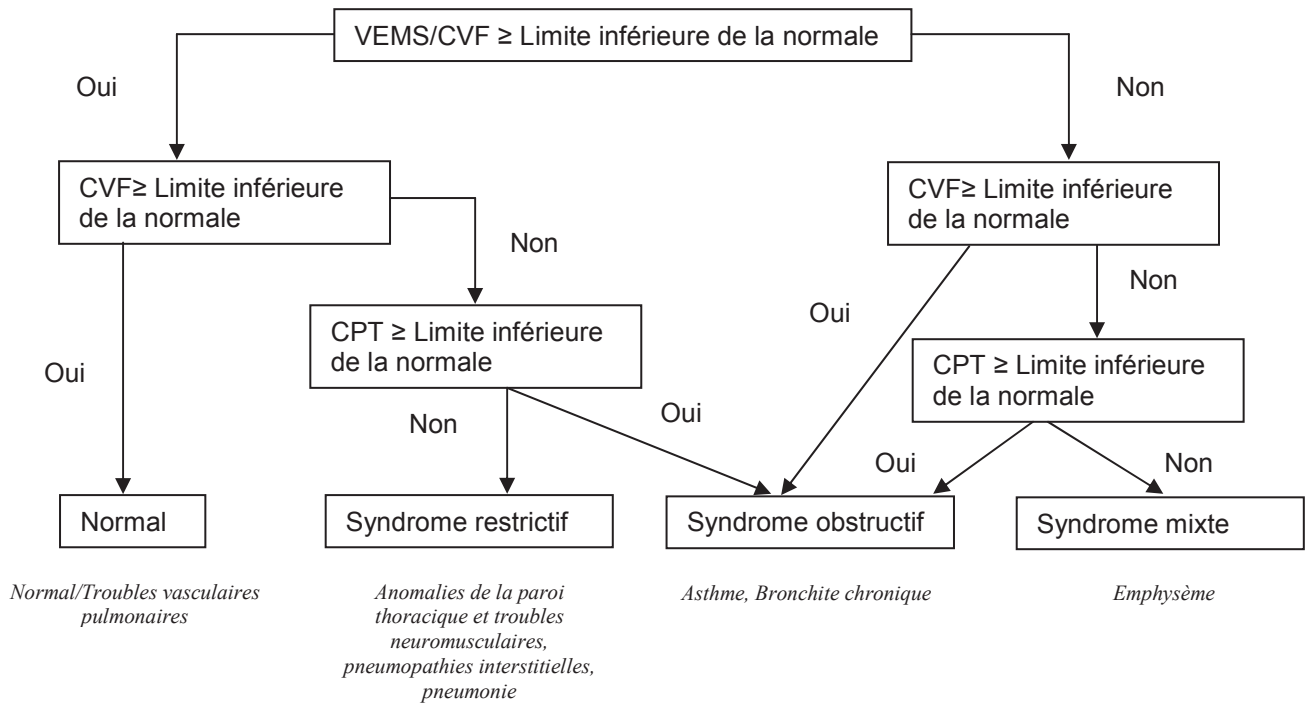 VEMS/CVF ≥ Limite inférieure de la normale
Oui
Non
CVF≥ Limite inférieure
de la normale
CVF≥ Limite inférieure
de la normale
Non
Non
Oui
CPT ≥ Limite inférieure
de la normale
CPT ≥ Limite inférieure
de la normale
Oui
Non
Oui
Oui
Non
Normal
Syndrome restrictif
Syndrome obstructif
Syndrome mixte
Normal/Troubles vasculaires
pulmonaires
Anomalies de la paroi
thoracique et troubles
neuromusculaires,
pneumopathies interstitielles,
pneumonie
Asthme, Bronchite chronique
Emphysème